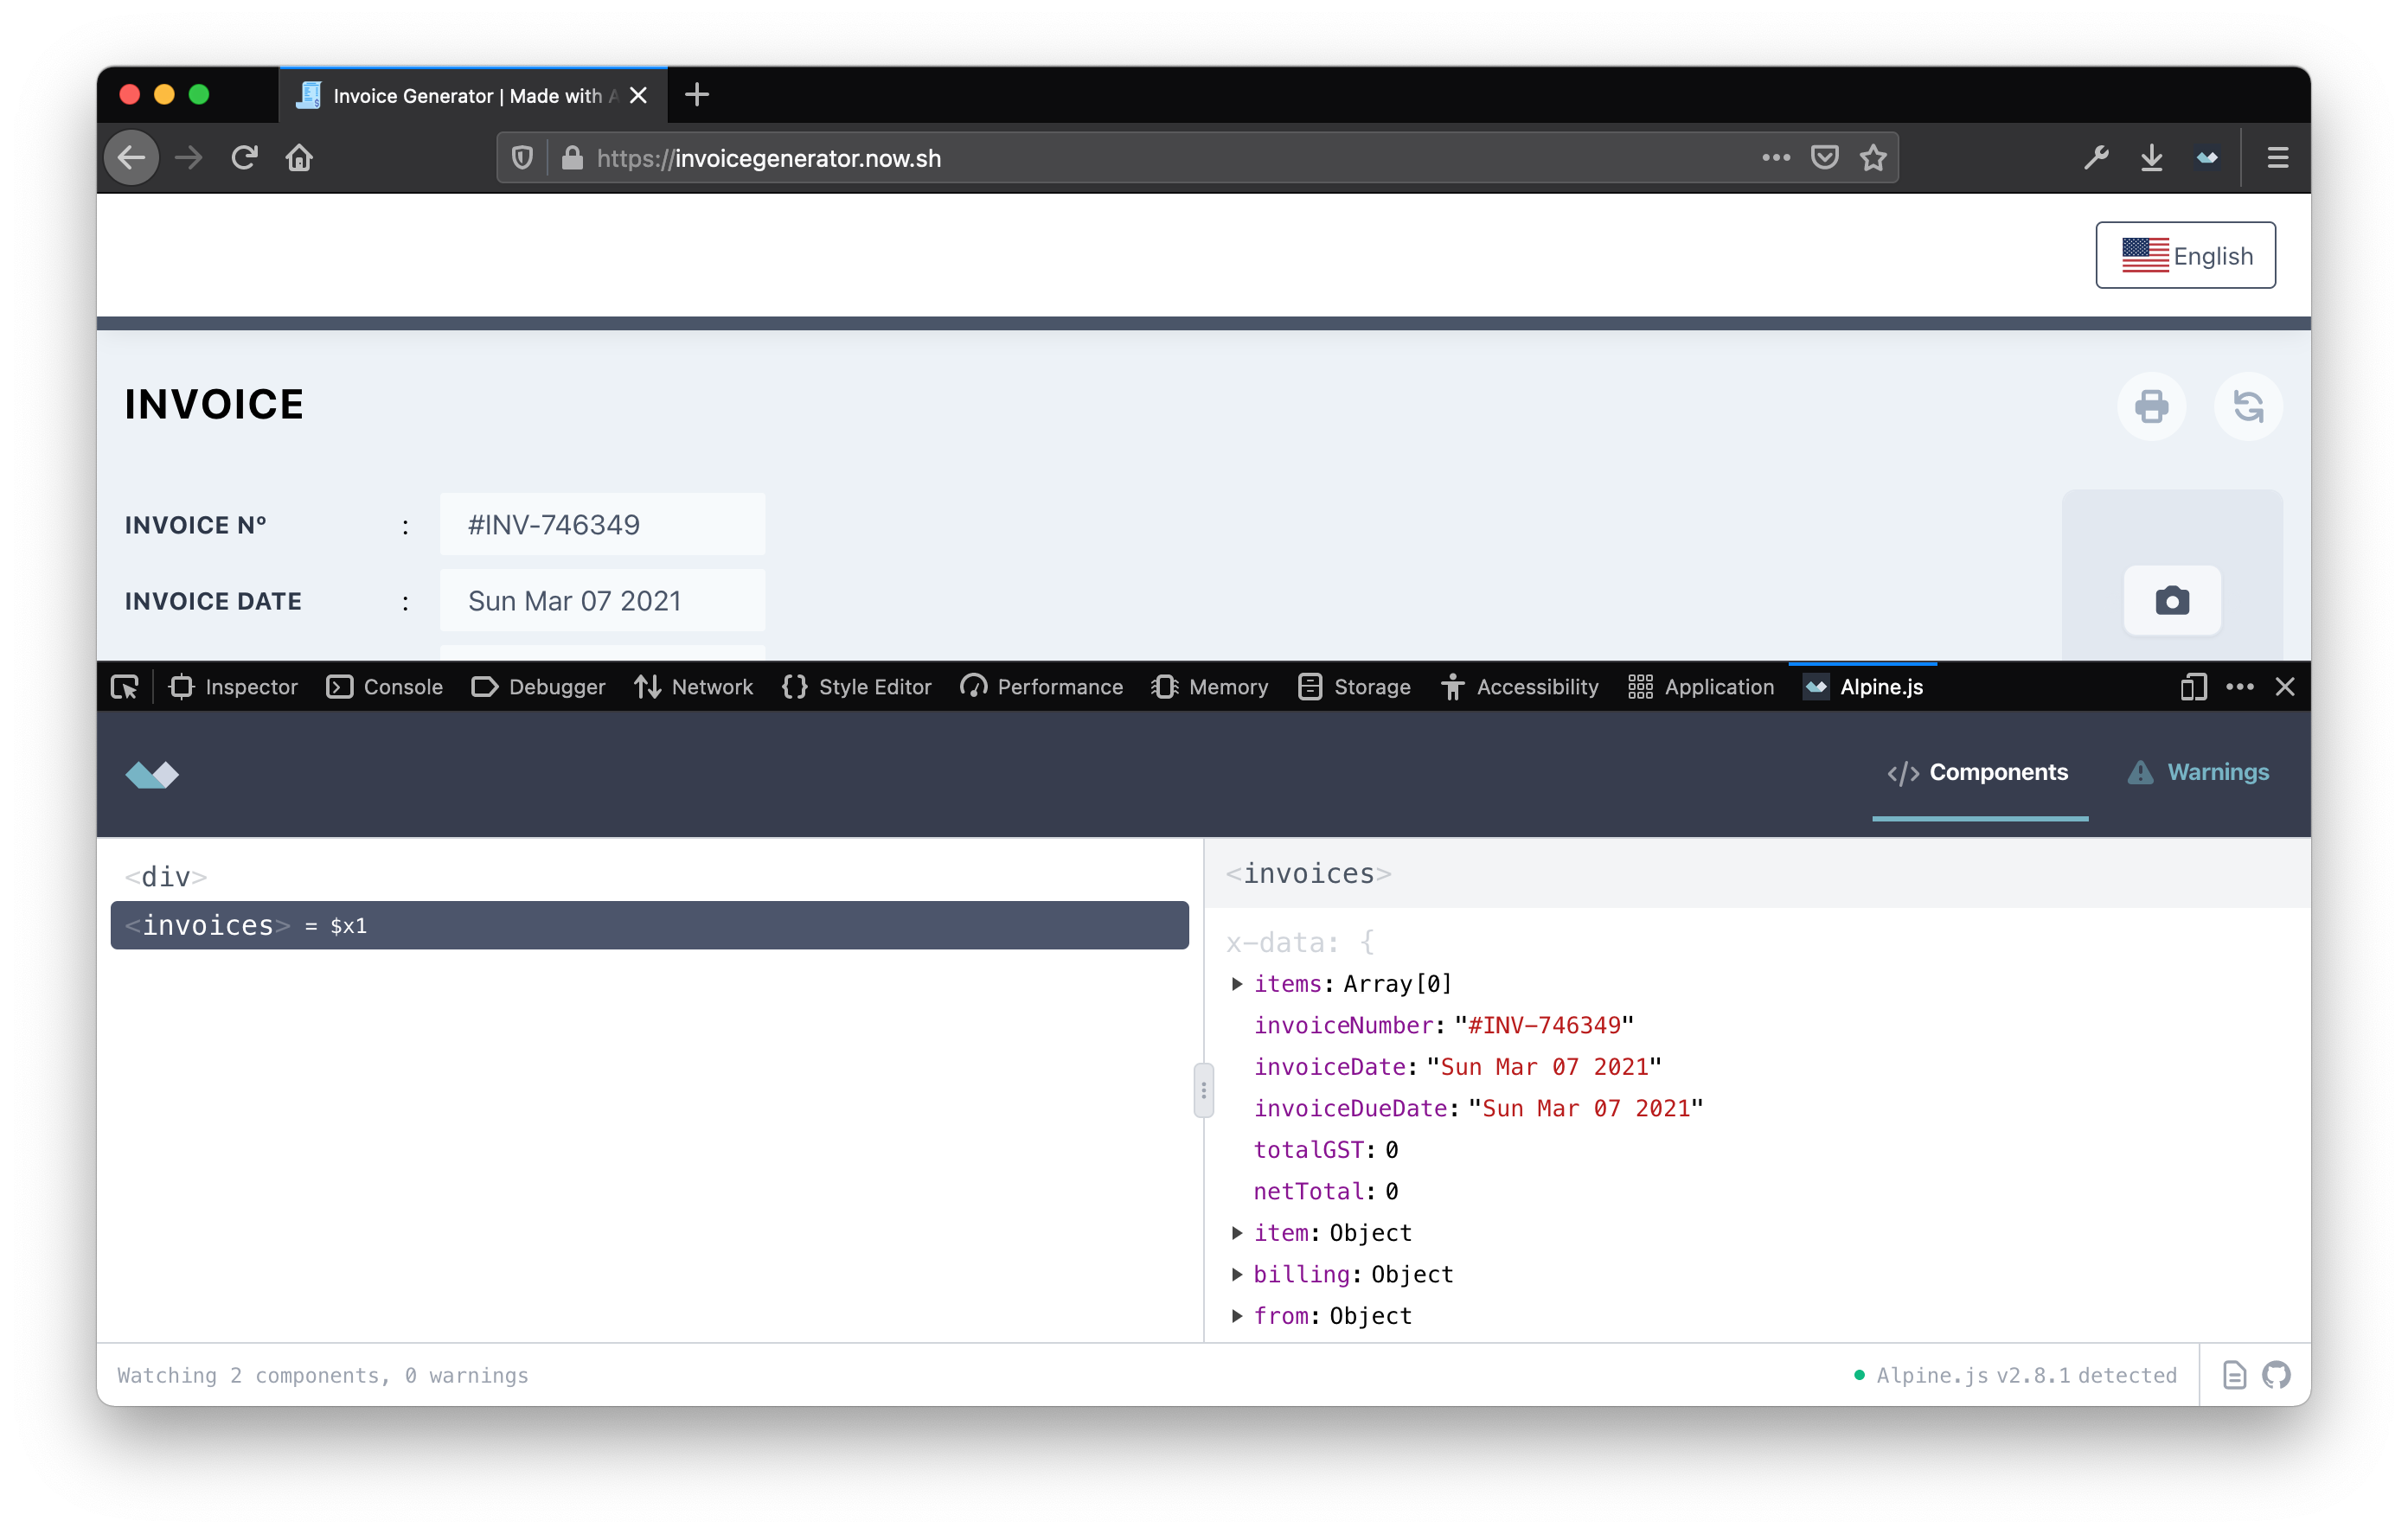 Invoice Generator | Made with A
https://invoicegenerator.now.sh
English
INVOICE
INVOICE Nº : #INV-746349
INVOICE DATE : Sun Mar 07 2021
Inspector Console Debugger Network Style Editor Performance Memory Storage Accessibility Application Alpine.js
</> Components Warnings
<div>
<invoices> = $x1
<invoices>
x-data: {
items: Array[0]
invoiceNumber: "#INV-746349"
invoiceDate: "Sun Mar 07 2021"
invoiceDueDate: "Sun Mar 07 2021"
totalGST: 0
netTotal: 0
item: Object
billing: Object
from: Object
Watching 2 components, 0 warnings
Alpine.js v2.8.1 detected